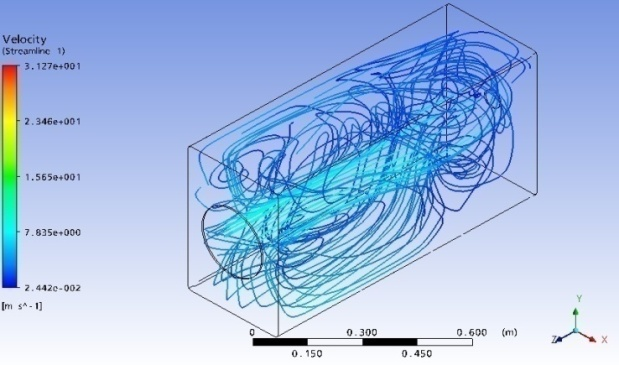 Velocity
(Streamline 1)
3.127e+001
2.346e+001
1.565e+001
7.835e+000
2.442e-002
[m s^-1]
0 0.300 0.600 (m)
0.150 0.450
Y
Z X